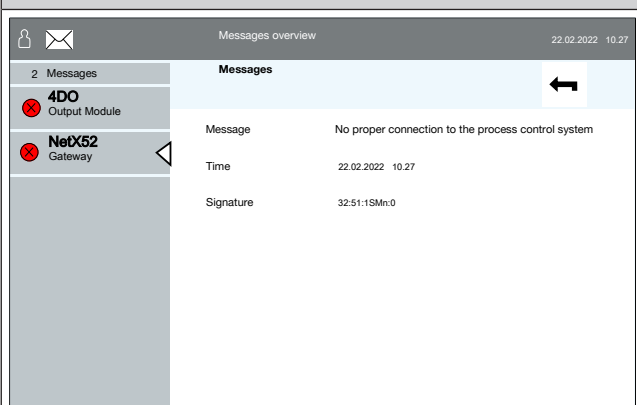 Messages overview
22.02.2022 10.27
2 Messages
4DO
Output Module
NetX52
Gateway
Messages
Message No proper connection to the process control system
Time 22.02.2022 10.27
Signature 32:51:1SMn:0